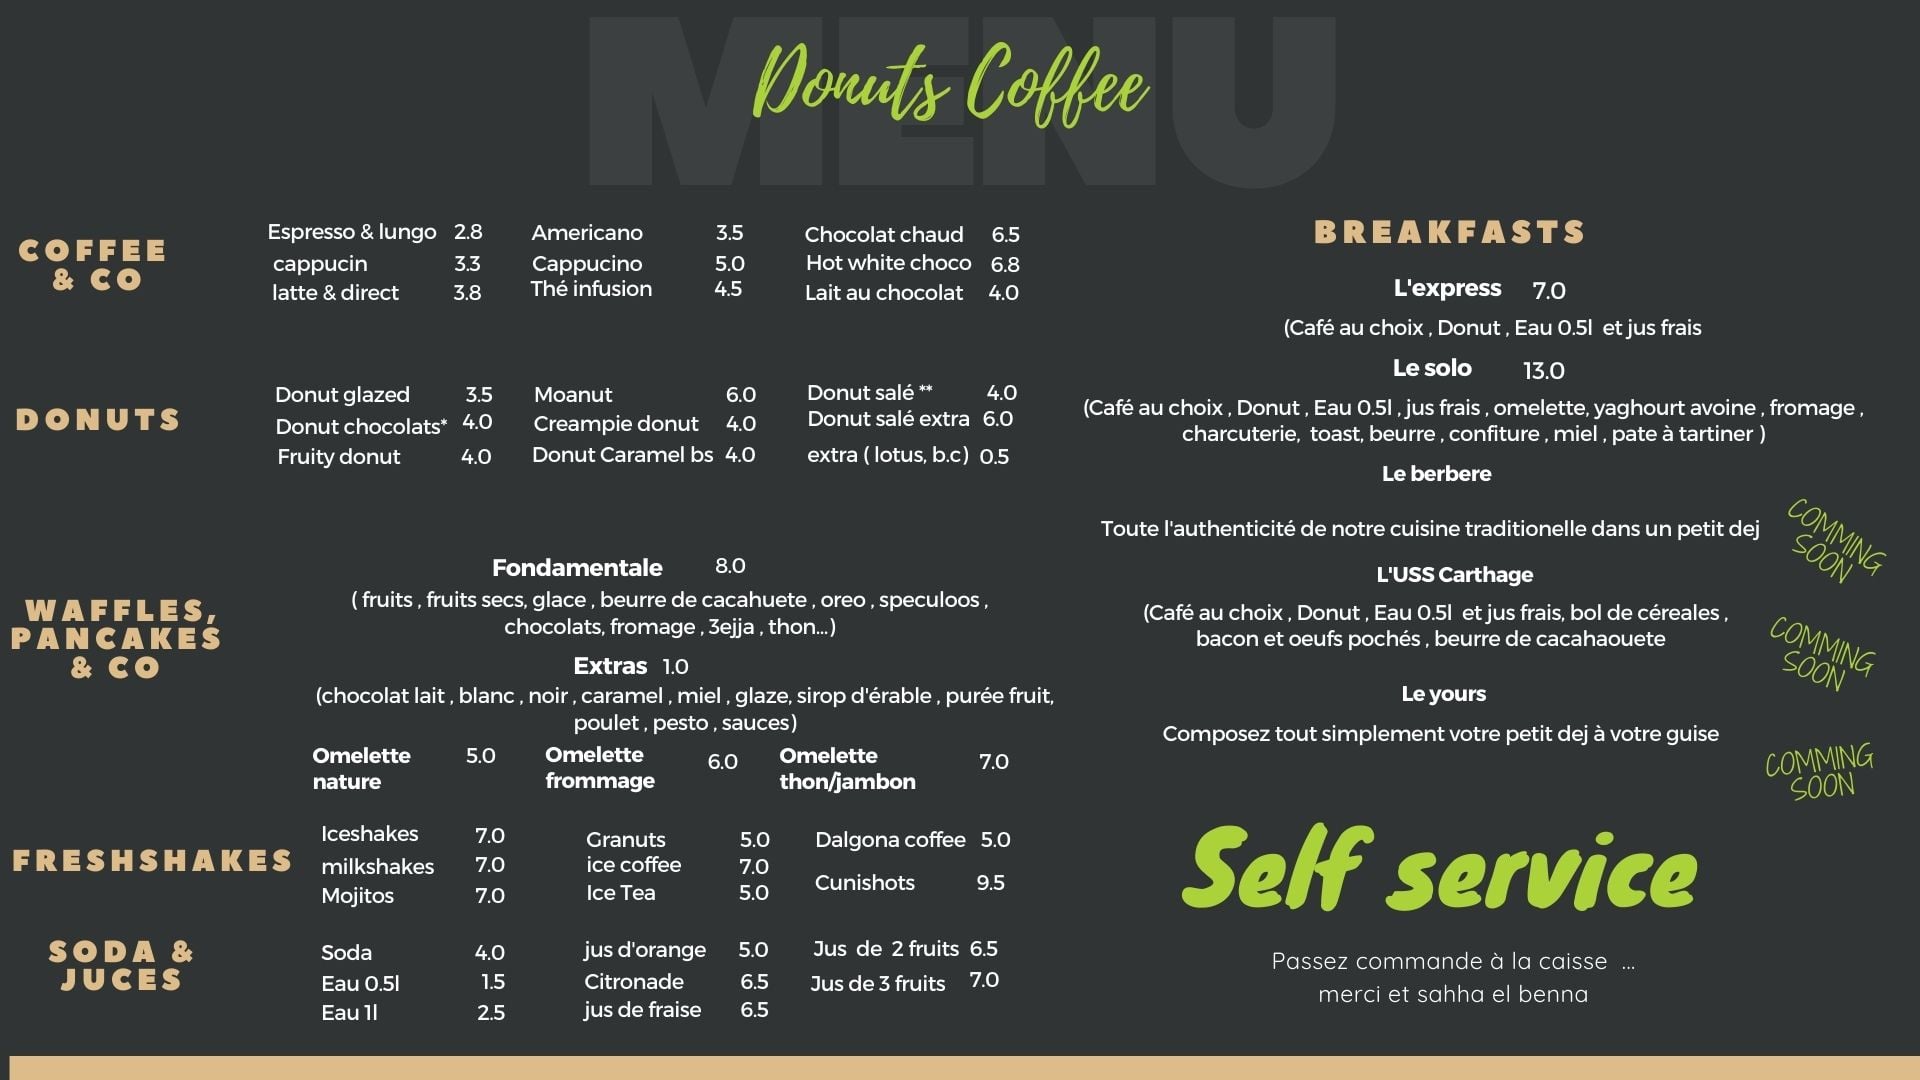 MENU
Donuts Coffee
COFFEE
& CO
Espresso & lungo 2.8
cappucin 3.3
latte & direct 3.8
Americano 3.5
Cappucino 5.0
Thé infusion 4.5
Chocolat chaud 6.5
Hot white choco 6.8
Lait au chocolat 4.0
DONUTS
Donut glazed 3.5
Donut chocolats* 4.0
Fruity donut 4.0
Moanut 6.0
Creampie donut 4.0
Donut Caramel bs 4.0
Donut salé ** 4.0
Donut salé extra 6.0
extra ( lotus, b.c) 0.5
WAFFLES,
PANCAKES
& CO
Fondamentale 8.0
( fruits , fruits secs, glace , beurre de cacahuete , oreo , speculoos ,
chocolats, fromage , 3ejja , thon...)
Extras 1.0
(chocolat lait , blanc , noir , caramel , miel , glaze, sirop d'érable , purée fruit,
poulet , pesto , sauces)
Omelette
nature 5.0
Omelette
frommage 6.0
Omelette
thon/jambon 7.0
FRESHSHAKES
Iceshakes 7.0
milkshakes 7.0
Mojitos 7.0
Granuts 5.0
ice coffee 7.0
Ice Tea 5.0
Dalgona coffee 5.0
Cunishots 9.5
SODA &
JUCES
Soda 4.0
Eau 0.5l 1.5
Eau 1l 2.5
jus d'orange 5.0
Citronade 6.5
jus de fraise 6.5
Jus de 2 fruits 6.5
Jus de 3 fruits 7.0
BREAKFASTS
L'express 7.0
(Café au choix , Donut , Eau 0.5l et jus frais
Le solo 13.0
(Café au choix , Donut , Eau 0.5l , jus frais , omelette, yaghourt avoine , fromage ,
charcuterie, toast, beurre , confiture , miel , pate à tartiner )
Le berbere
Toute l'authenticité de notre cuisine traditionelle dans un petit dej
COMMING
SOON
L'USS Carthage
(Café au choix , Donut , Eau 0.5l et jus frais, bol de céreales ,
bacon et oeufs pochés , beurre de cacahaouete
COMMING
SOON
Le yours
Composez tout simplement votre petit dej à votre guise
COMMING
SOON
Self service
Passez commande à la caisse ...
merci et sahha el benna